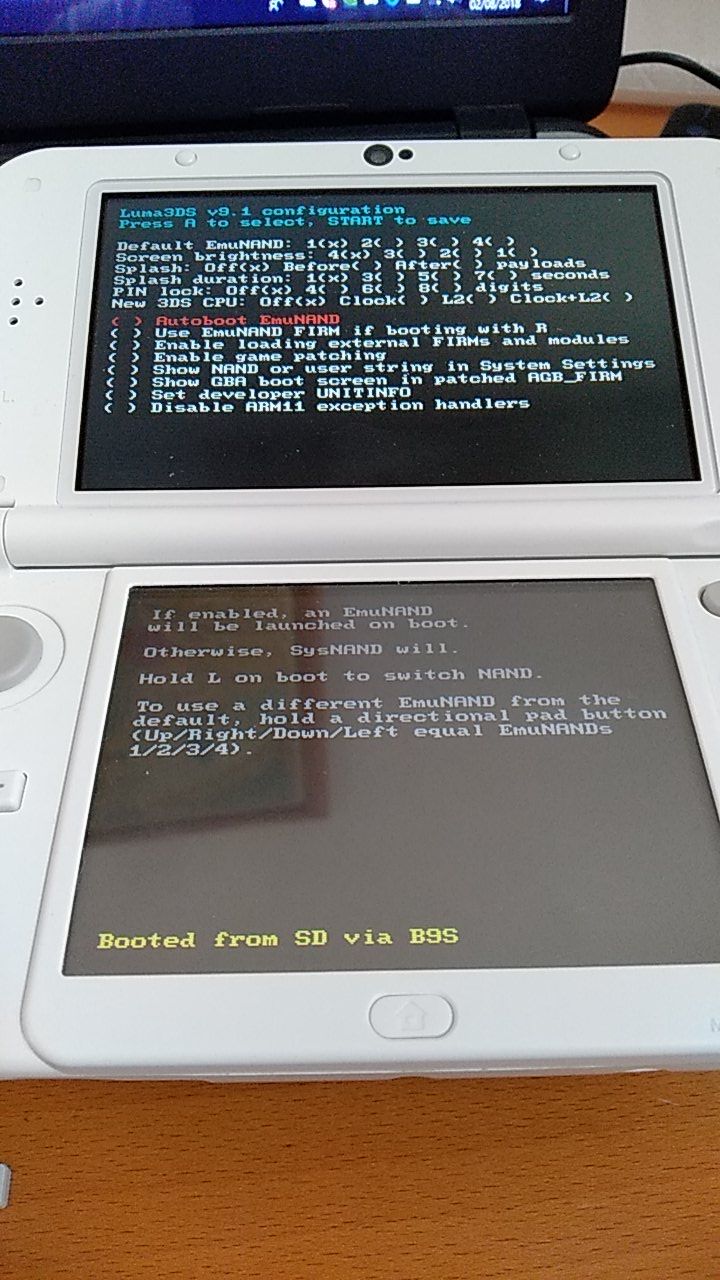 02/08/2018
Luma3DS v9.1 configuration
Press A to select, START to save
Default EmuNAND: 1(x) 2( ) 3( ) 4( )
Screen brightness: 4(x) 3( ) 2( ) 1( )
Splash: Off(x) Before( ) After( ) payloads
Splash duration: 1(x) 3( ) 5( ) 7( ) seconds
PIN lock: Off(x) 4( ) 6( ) 8( ) digits
New 3DS CPU: Off(x) Clock( ) L2( ) Clock+L2( )
( ) Autoboot EmuNAND
( ) Use EmuNAND FIRM if booting with R
( ) Enable loading external FIRMs and modules
( ) Enable game patching
( ) Show NAND or user string in System Settings
( ) Show GBA boot screen in patched AGB_FIRM
( ) Set developer UNITINFO
( ) Disable ARM11 exception handlers
If enabled, an EmuNAND
will be launched on boot.
Otherwise, SysNAND will.
Hold L on boot to switch NAND.
To use a different EmuNAND from the
default, hold a directional pad button
(Up/Right/Down/Left equal EmuNANDs
1/2/3/4).
Booted from SD via B9S